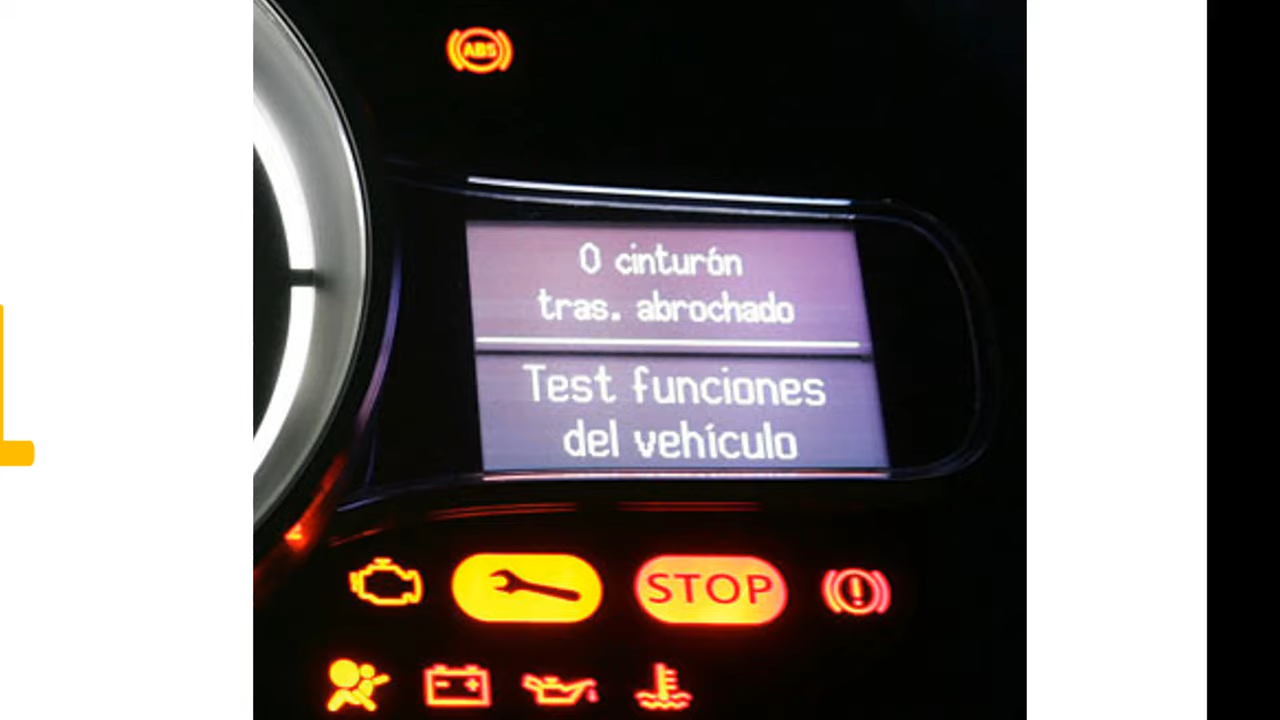 ABS
0 cinturón
tras. abrochado
Test funciones
del vehículo
STOP